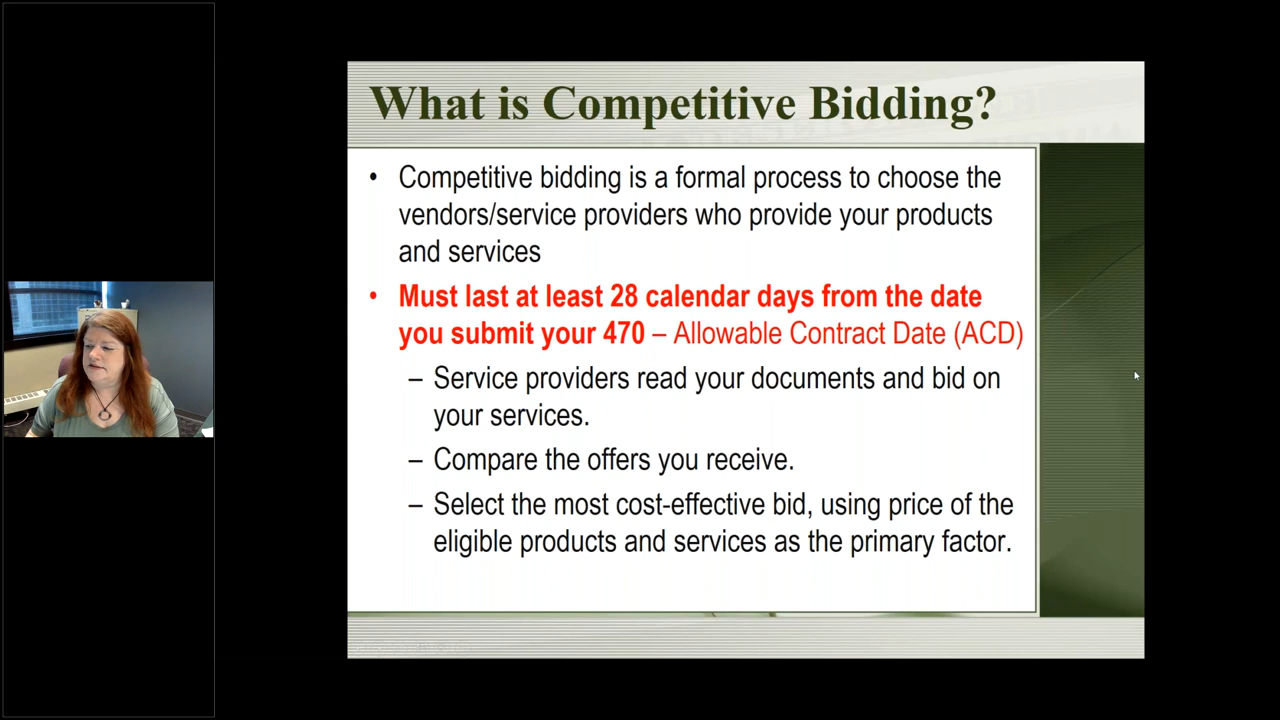 What is Competitive Bidding?
• Competitive bidding is a formal process to choose the
vendors/service providers who provide your products
and services
• Must last at least 28 calendar days from the date
you submit your 470 – Allowable Contract Date (ACD)
– Service providers read your documents and bid on
your services.
– Compare the offers you receive.
– Select the most cost-effective bid, using price of the
eligible products and services as the primary factor.